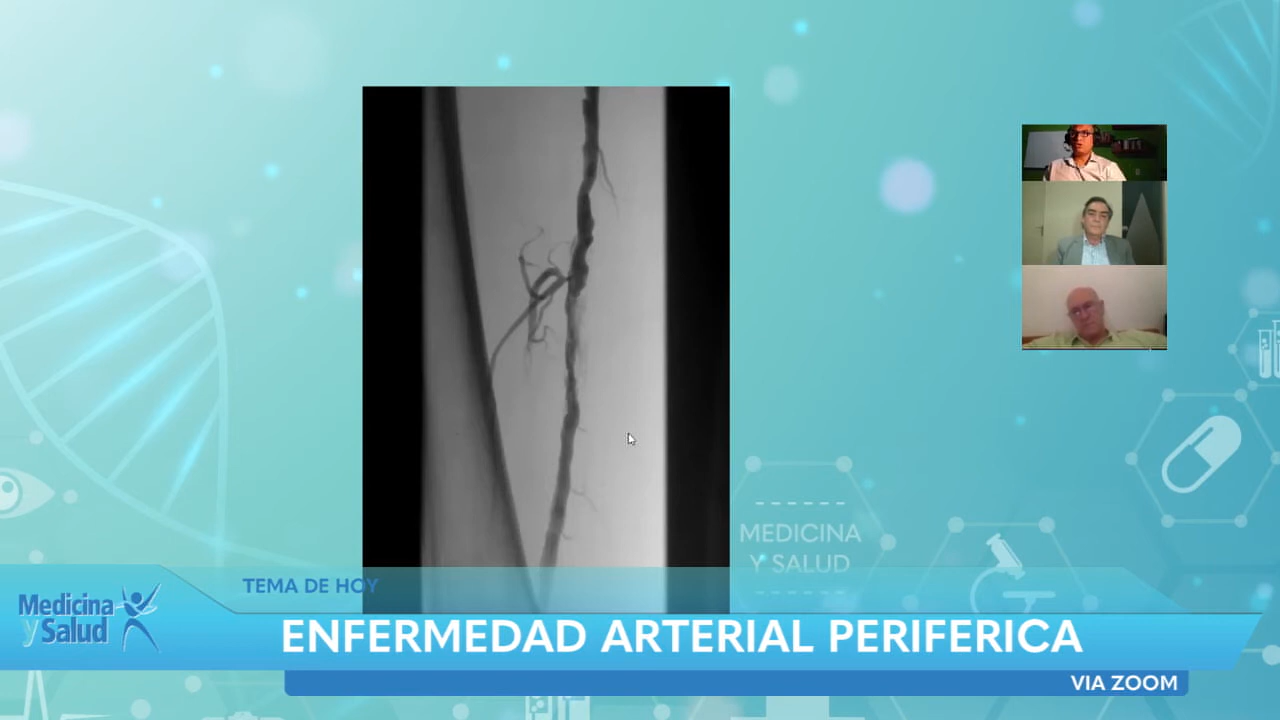 MEDICINA
Y SALUD
TEMA DE HOY
Medicina
y Salud
ENFERMEDAD ARTERIAL PERIFERICA
VIA ZOOM